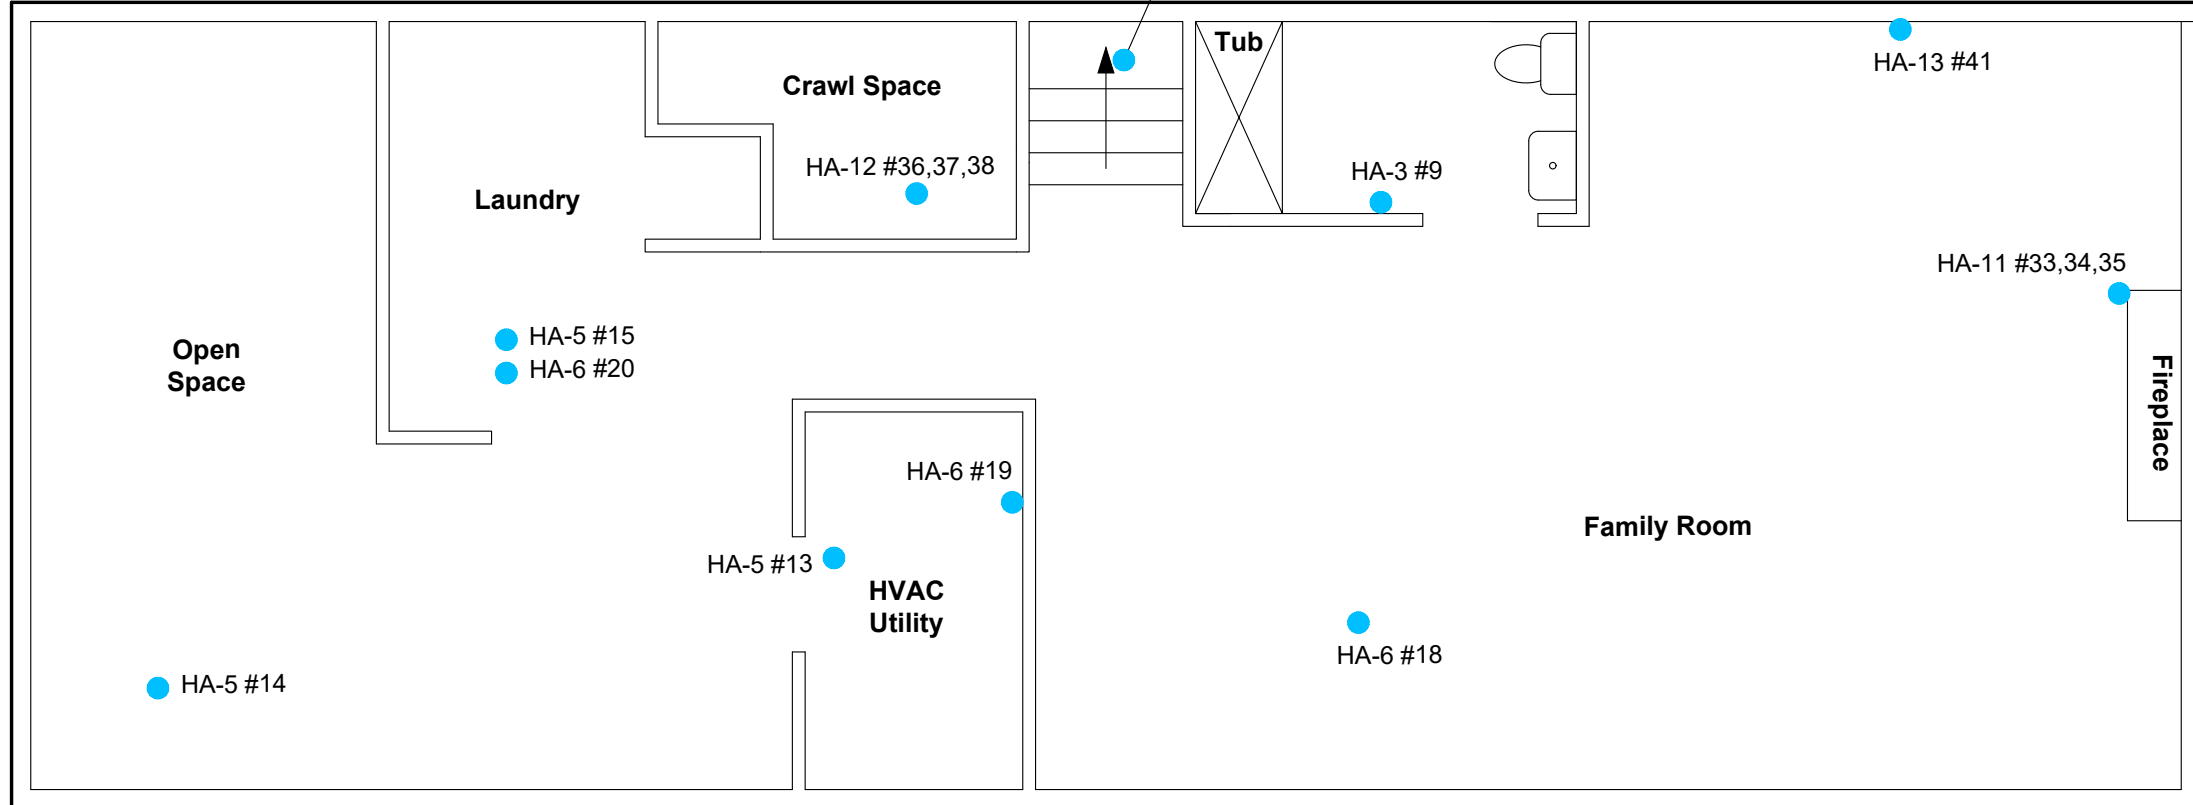 Tub
HA-13 #41
Crawl Space
HA-12 #36,37,38
HA-3 #9
Laundry
HA-11 #33,34,35
HA-5 #15
HA-6 #20
Open
Space
Fireplace
HA-6 #19
Family Room
HA-5 #13
HVAC
Utility
HA-6 #18
HA-5 #14